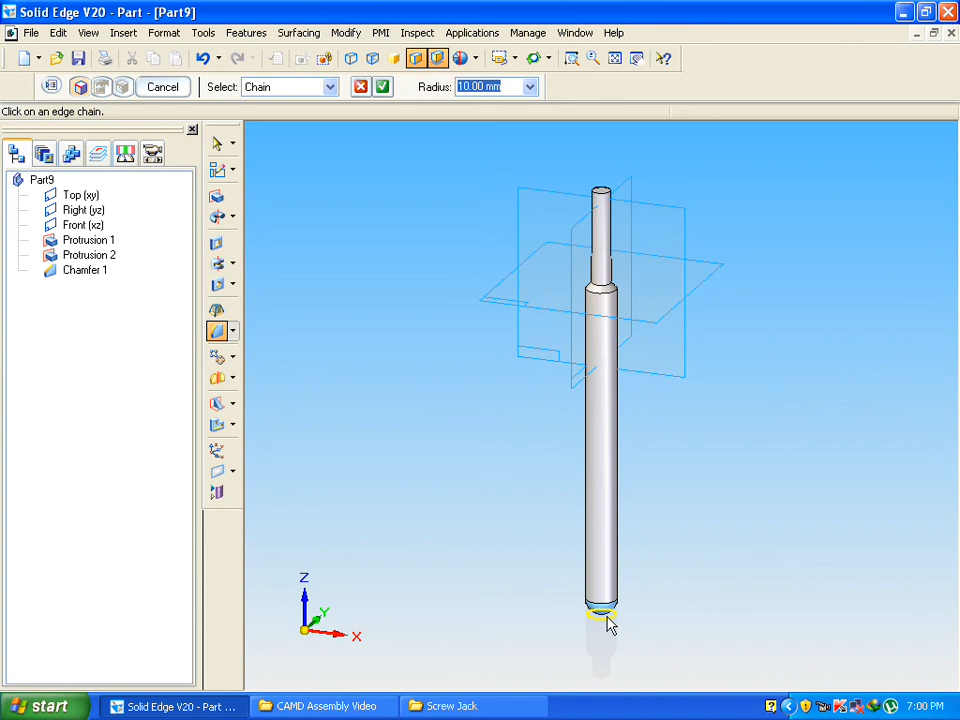 Solid Edge V20 - Part - [Part9]
File Edit View Insert Format Tools Features Surfacing Modify PMI Inspect Applications Manage Window Help
Cancel Select: Chain Radius: 10.00 mm
Click on an edge chain.
Part9
Top (xy)
Right (yz)
Front (xz)
Protrusion 1
Protrusion 2
Chamfer 1
Z
Y
X
start Solid Edge V20 - Part ... CAMD Assembly Video Screw Jack 7:00 PM